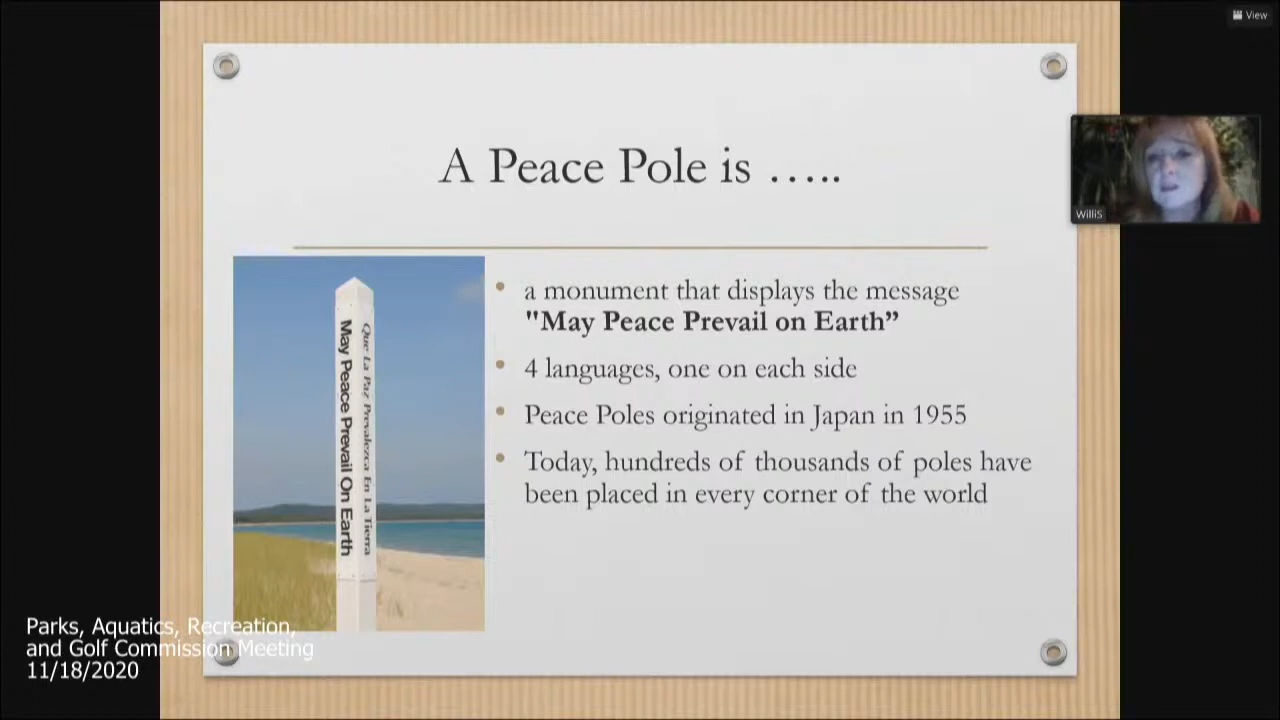 View
A Peace Pole is …..
Willis
a monument that displays the message
"May Peace Prevail on Earth”
4 languages, one on each side
Peace Poles originated in Japan in 1955
Today, hundreds of thousands of poles have
been placed in every corner of the world
May Peace Prevail On Earth
Que La Paz Prevalezca En La Tierra
Parks, Aquatics, Recreation,
and Golf Commission Meeting
11/18/2020